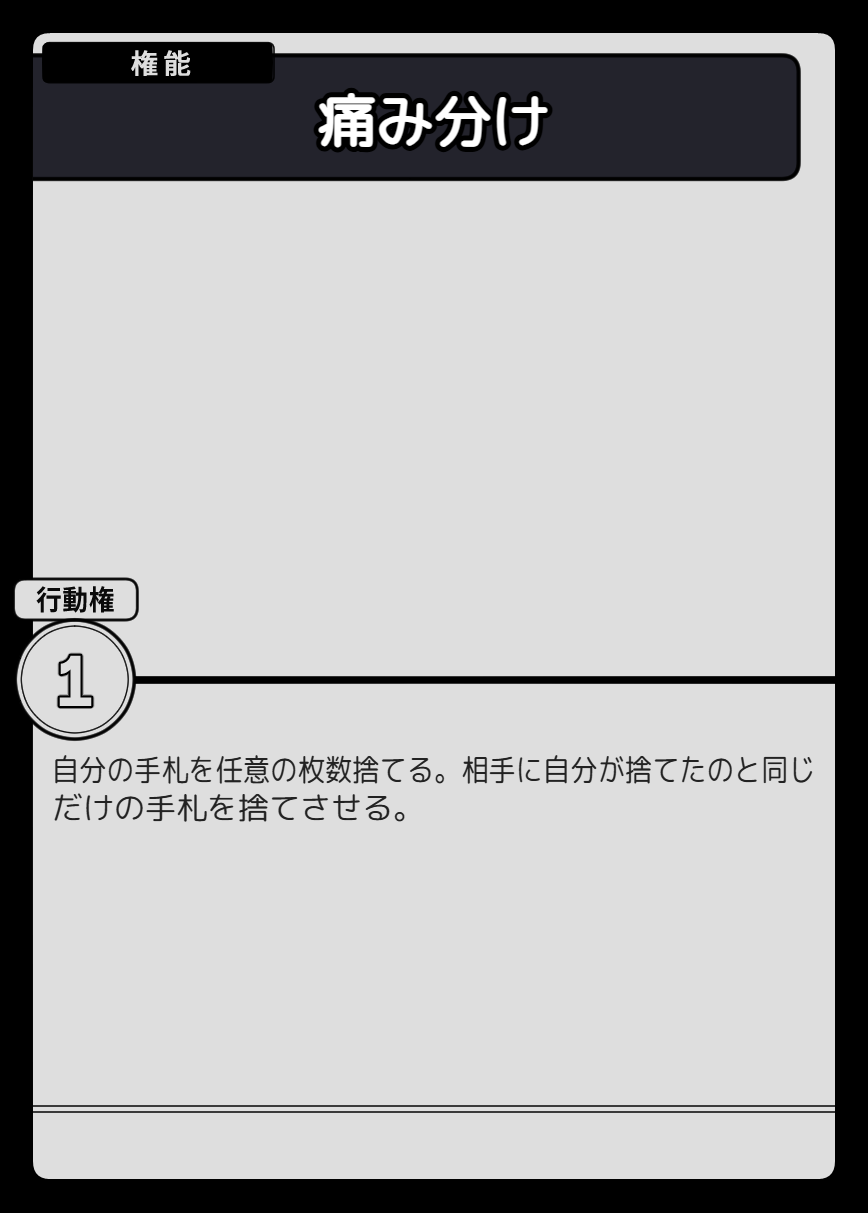 権能
痛み分け
行動権
1
自分の手札を任意の枚数捨てる。相手に自分が捨てたのと同じ
だけの手札を捨てさせる。